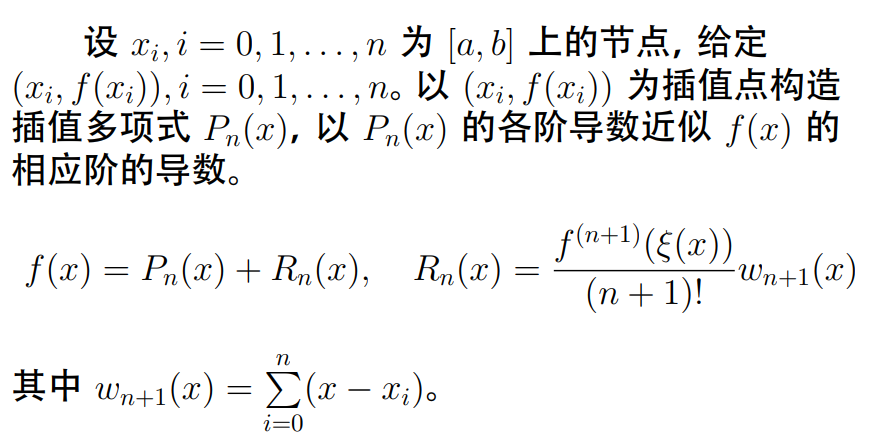 设 $x_i, i = 0, 1, \ldots, n$ 为 $[a, b]$ 上的节点, 给定
$(x_i, f(x_i)), i = 0, 1, \ldots, n$。以 $(x_i, f(x_i))$ 为插值点构造
插值多项式 $P_n(x)$, 以 $P_n(x)$ 的各阶导数近似 $f(x)$ 的
相应阶的导数。
$f(x) = P_n(x) + R_n(x), \quad R_n(x) = \frac{f^{(n+1)}(\xi(x))}{(n+1)!} w_{n+1}(x)$
其中 $w_{n+1}(x) = \sum_{i=0}^{n} (x - x_i)$。